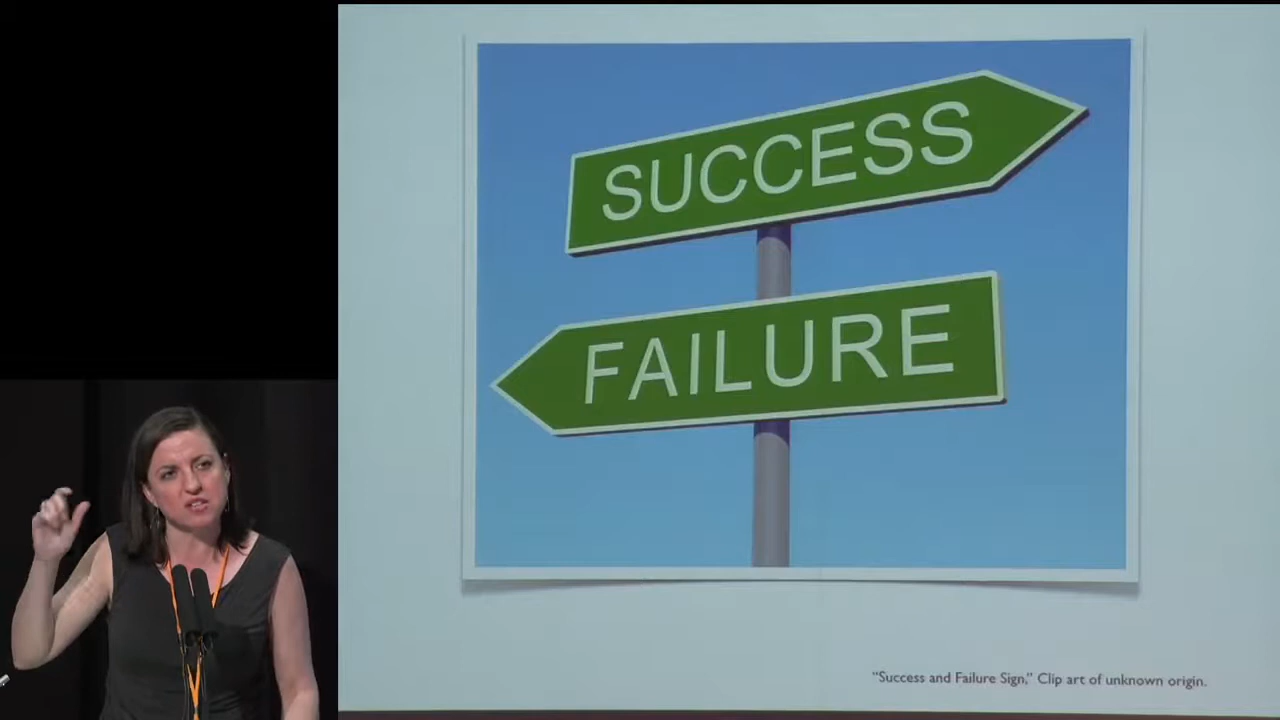 SUCCESS
FAILURE
“Success and Failure Sign,” Clip art of unknown origin.